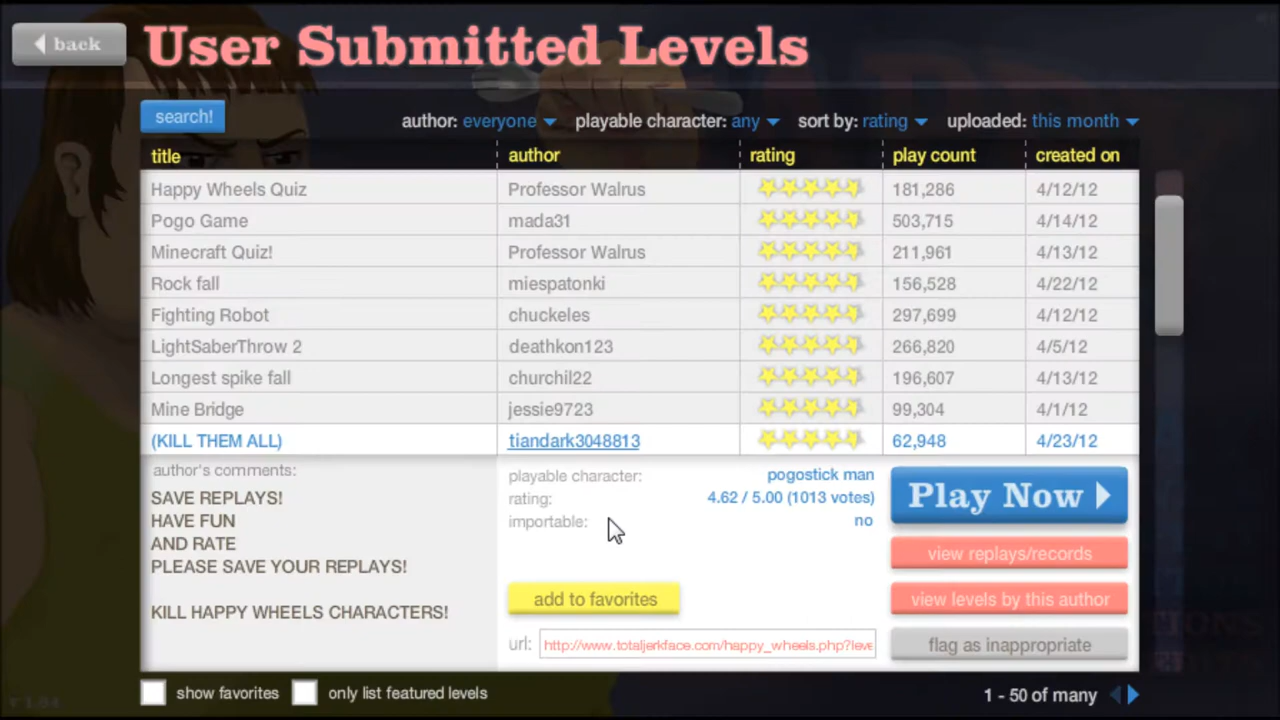 back
User Submitted Levels
search!
author: everyone playable character: any sort by: rating uploaded: this month
title author rating play count created on
Happy Wheels Quiz Professor Walrus 181,286 4/12/12
Pogo Game mada31 503,715 4/14/12
Minecraft Quiz! Professor Walrus 211,961 4/13/12
Rock fall miespatonki 156,528 4/22/12
Fighting Robot chuckeles 297,699 4/12/12
LightSaberThrow 2 deathkon123 266,820 4/5/12
Longest spike fall churchil22 196,607 4/13/12
Mine Bridge jessie9723 99,304 4/1/12
(KILL THEM ALL) tiandark3048813 62,948 4/23/12
author's comments:
SAVE REPLAYS!
HAVE FUN
AND RATE
PLEASE SAVE YOUR REPLAYS!
KILL HAPPY WHEELS CHARACTERS!
playable character: pogostick man
rating: 4.62 / 5.00 (1013 votes)
importable: no
add to favorites
url: http://www.totaljerkface.com/happy_wheels.php?leve
Play Now
view replays/records
view levels by this author
flag as inappropriate
show favorites only list featured levels 1 - 50 of many